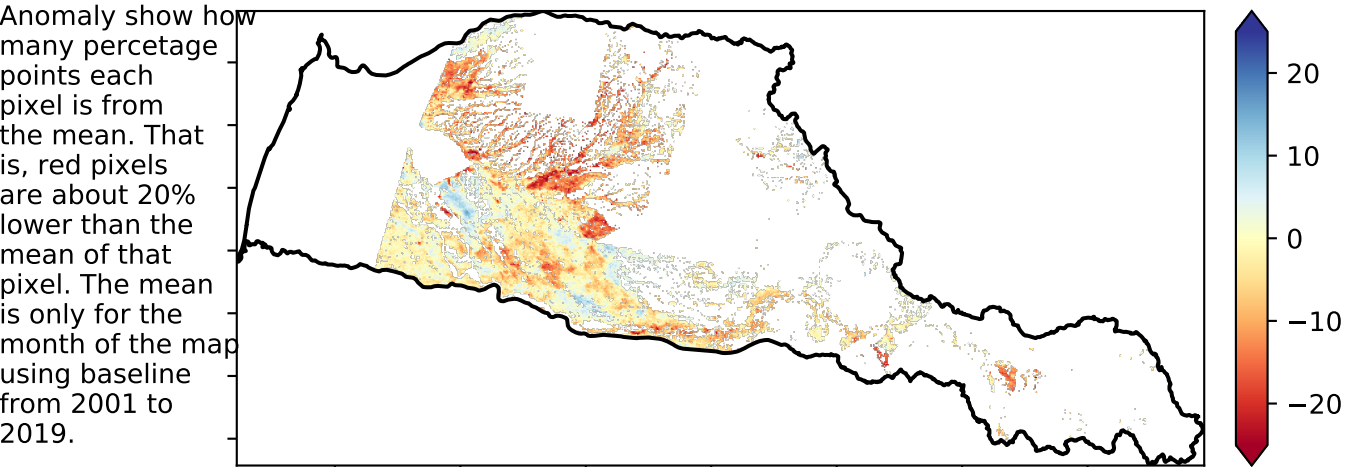 Anomaly show how
many percetage
points each
pixel is from
the mean. That
is, red pixels
are about 20%
lower than the
mean of that
pixel. The mean
is only for the
month of the map
using baseline
from 2001 to
2019.
20
10
0
−10
−20